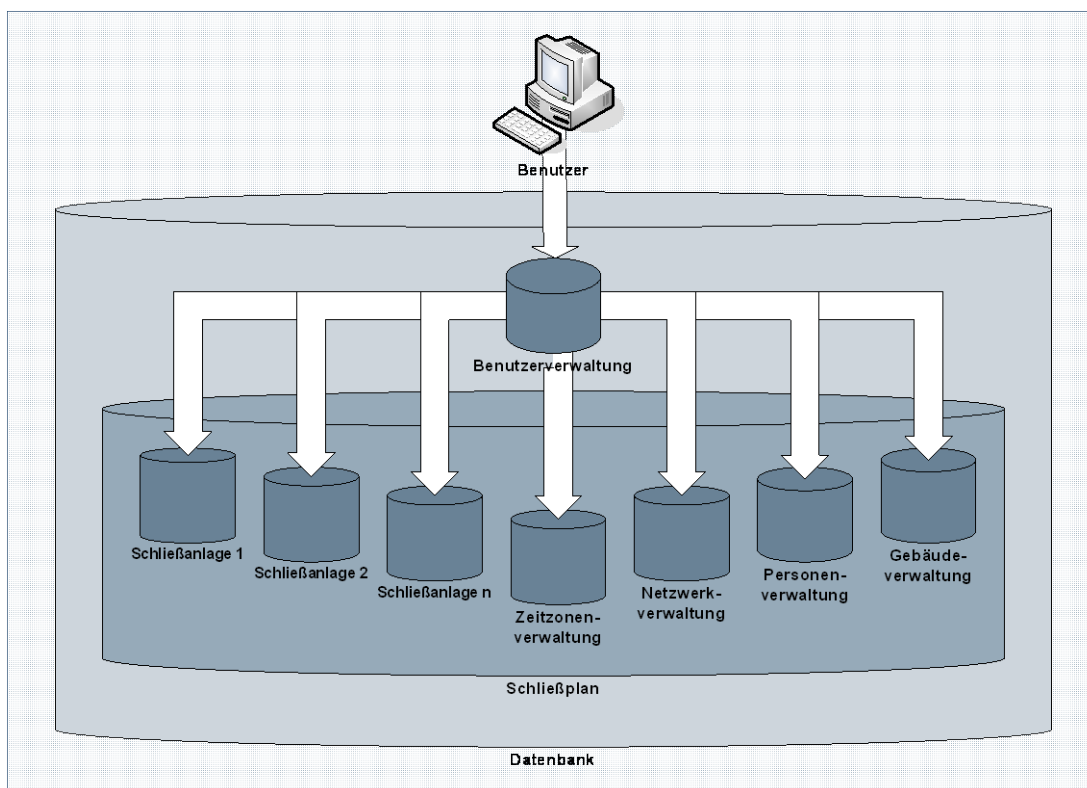 Benutzer
Benutzerverwaltung
Schließanlage 1
Schließanlage 2
Schließanlage n
Zeitzonen-
verwaltung
Netzwerk-
verwaltung
Personen-
verwaltung
Gebäude-
verwaltung
Schließplan
Datenbank